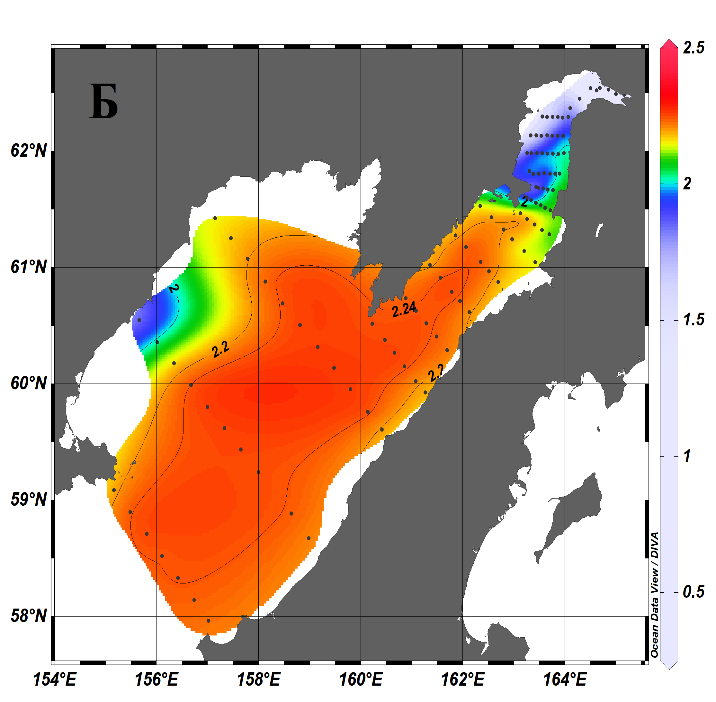 Б
62°N
61°N
60°N
59°N
58°N
154°E
156°E
158°E
160°E
162°E
164°E
2
2
2.2
2.24
2.2
2.5
2
1.5
1
0.5
Ocean Data View / DIVA